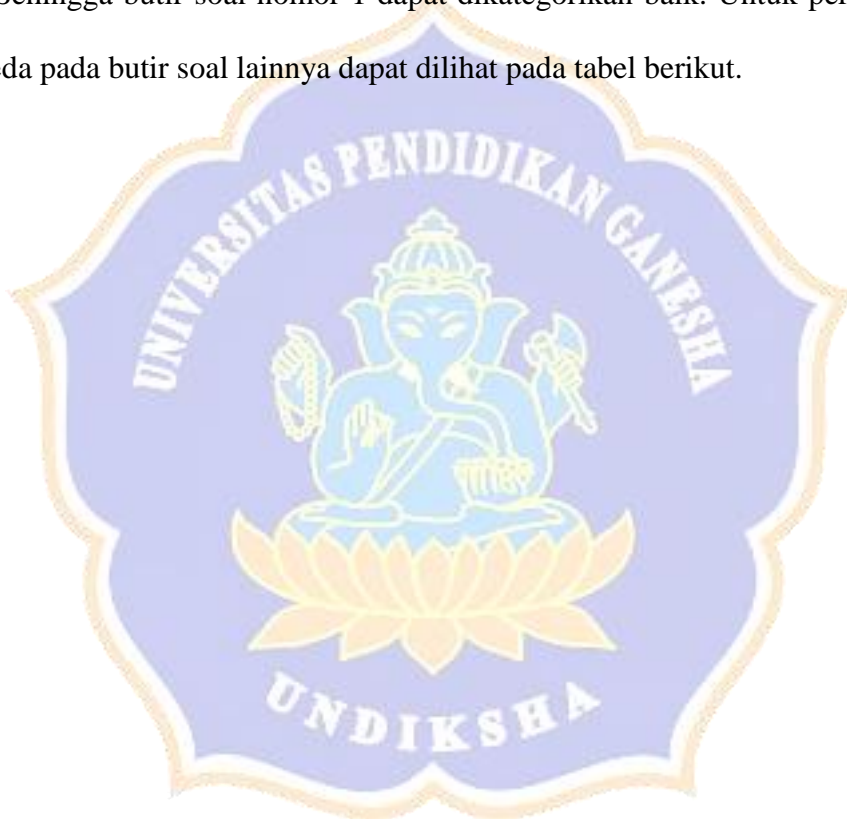 Sehingga butir soal nomor 1 dapat dikategorikan baik. Untuk per
eda pada butir soal lainnya dapat dilihat pada tabel berikut.
UNIVERSITAS PENDIDIKAN GANESHA
UNDIKSHA